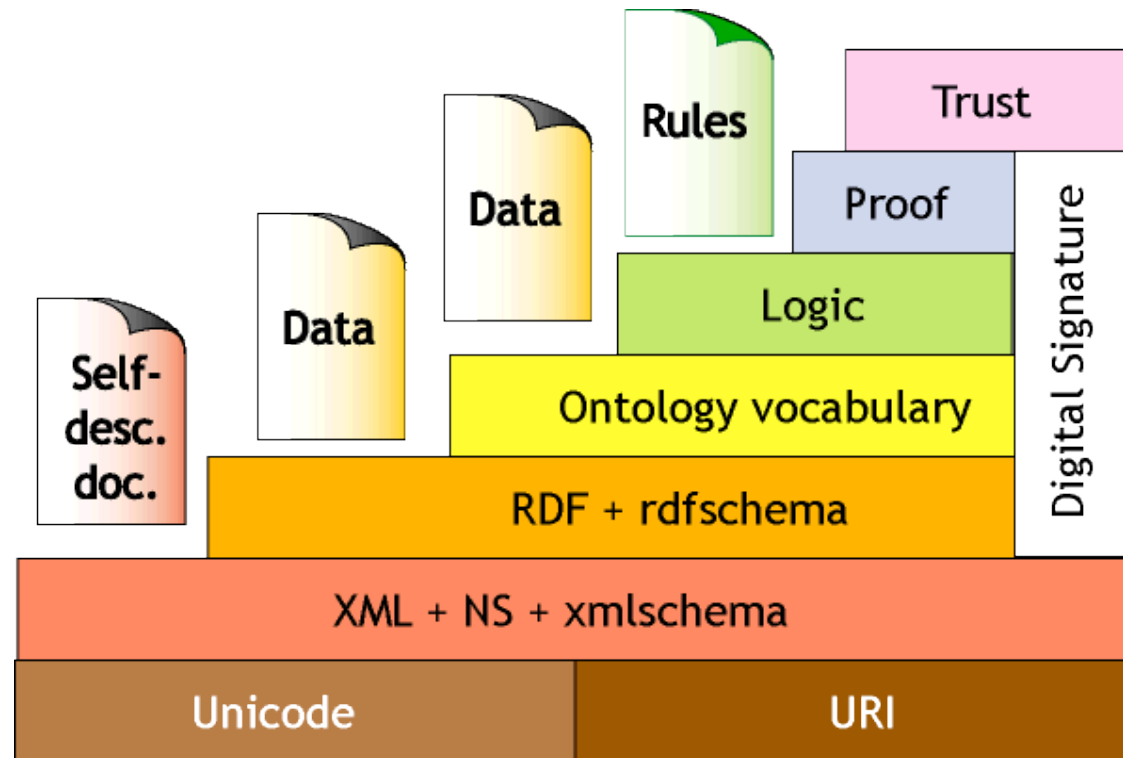 Rules
Trust
Data
Proof
Data
Logic
Digital Signature
Self-
desc.
doc.
Ontology vocabulary
RDF + rdfschema
XML + NS + xmlschema
Unicode
URI